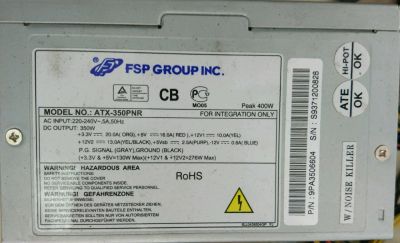 FSP GROUP INC.
CB
MO05
Peak 400W
MODEL NO.: ATX-350PNR
FOR INTEGRATION ONLY
AC INPUT:220-240V~,5A,50Hz
DC OUTPUT: 350W
+3.3V 20.0A( ORG), +5V 16.0A( RED ), +12V1 10.0A(YEL)
+12V2 13.0A(YEL/BLACK), +5Vsb 2.5A(PURP), -12V 0.8A( BLUE)
P.G. SIGNAL (GRAY),GROUND (BLACK)
(+3.3V & +5V=130W Max)(+12V1 & +12V2=276W Max)
WARNING! HAZARDOUS AREA
RoHS
WARNUNG! GEFÄHRENZONE
HI-POT OK
ATE OK
S/N : S9371200826
P/N :9PA3506604
W/NOISE KILLER